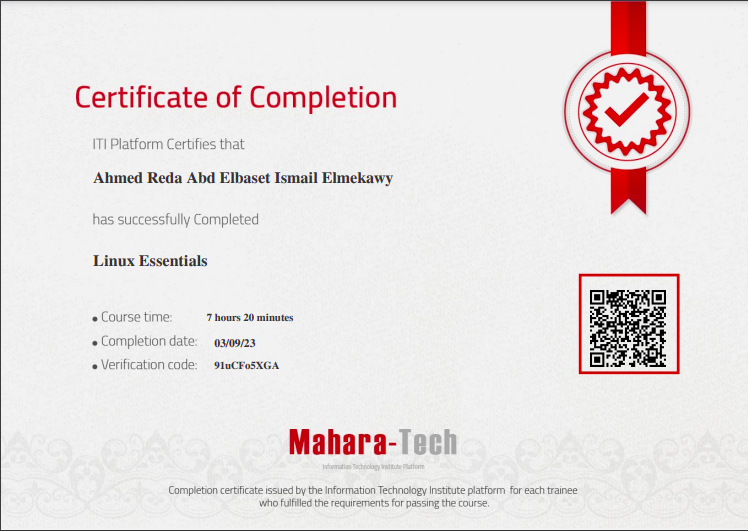 Certificate of Completion
ITI Platform Certifies that
Ahmed Reda Abd Elbaset Ismail Elmekawy
has successfully Completed
Linux Essentials
Course time: 7 hours 20 minutes
Completion date: 03/09/23
Verification code: 91uCFo5XGA
Mahara-Tech
Information Technology Institute Platform
Completion certificate issued by the Information Technology Institute platform for each trainee
who fulfilled the requirements for passing the course.